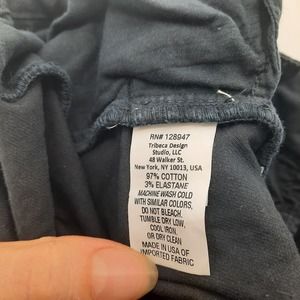 RN# 128947
Tribeca Design
Studio, LLC
48 Walker St.
New York, NY 10013, USA
97% COTTON
3% ELASTANE
MACHINE WASH COLD
WITH SIMILAR COLORS,
DO NOT BLEACH.
TUMBLE DRY LOW,
COOL IRON,
OR DRY CLEAN
MADE IN USA OF
IMPORTED FABRIC